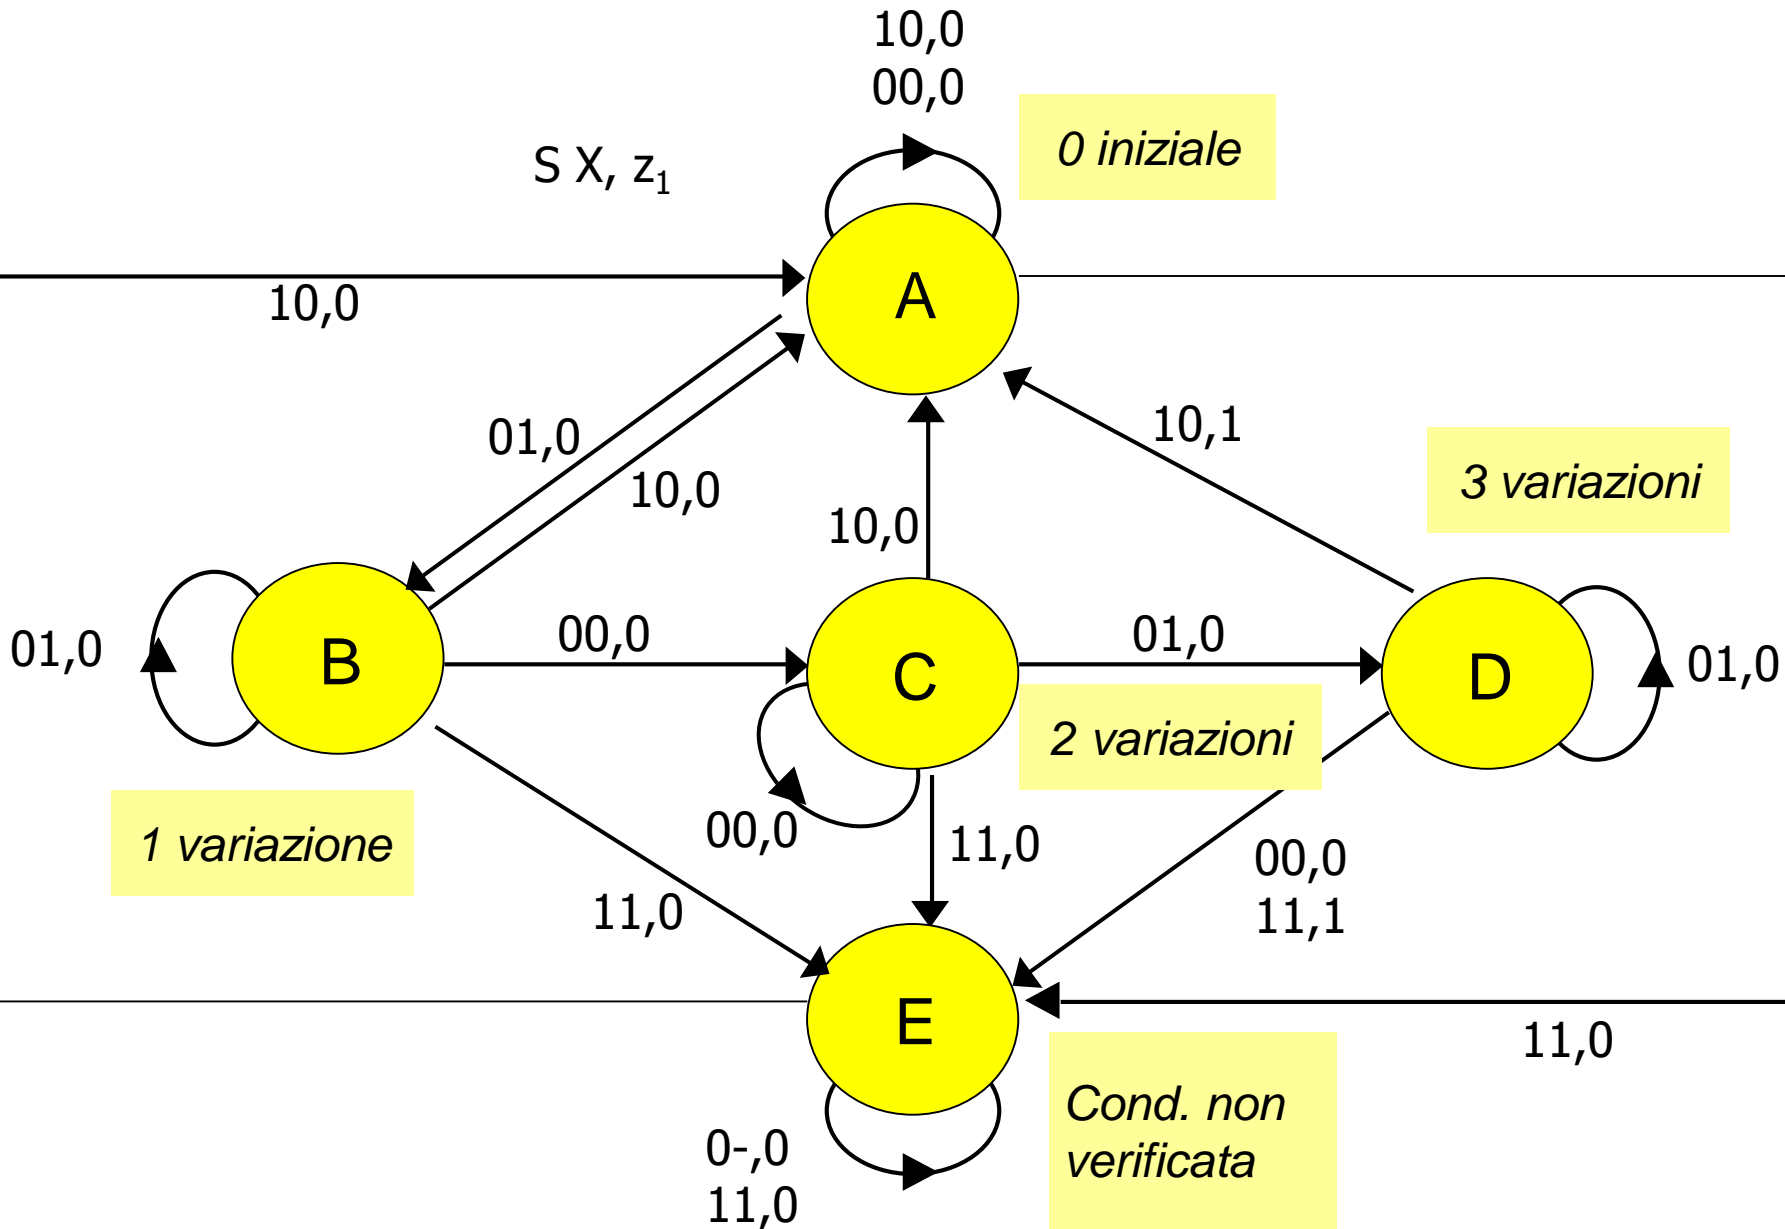 10,0
00,0
0 iniziale
S X, z1
A
10,0
01,0
10,0
10,1
3 variazioni
10,0
01,0
B
00,0
C
01,0
D
01,0
2 variazioni
1 variazione
00,0
11,0
00,0
11,1
11,0
E
11,0
Cond. non
verificata
0-,0
11,0